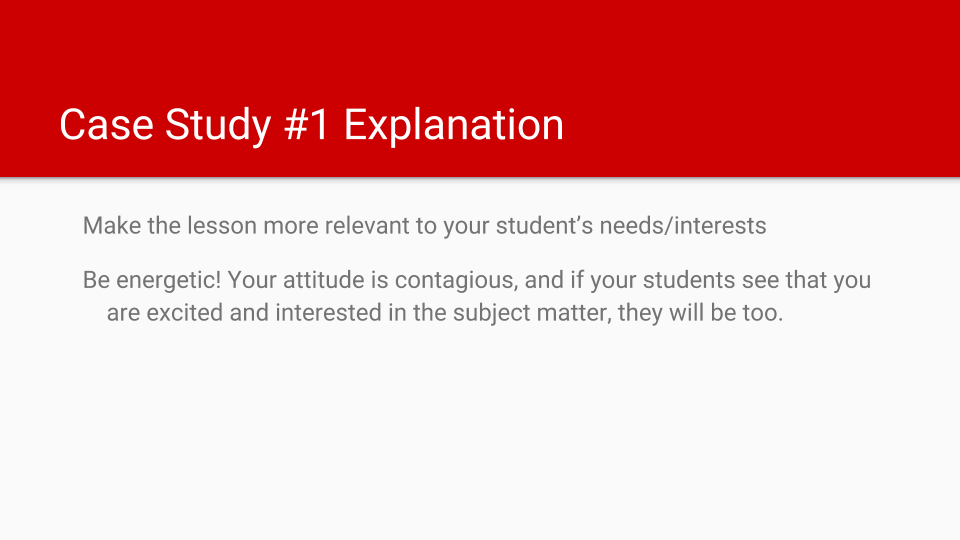 Case Study #1 Explanation
Make the lesson more relevant to your student’s needs/interests
Be energetic! Your attitude is contagious, and if your students see that you
are excited and interested in the subject matter, they will be too.